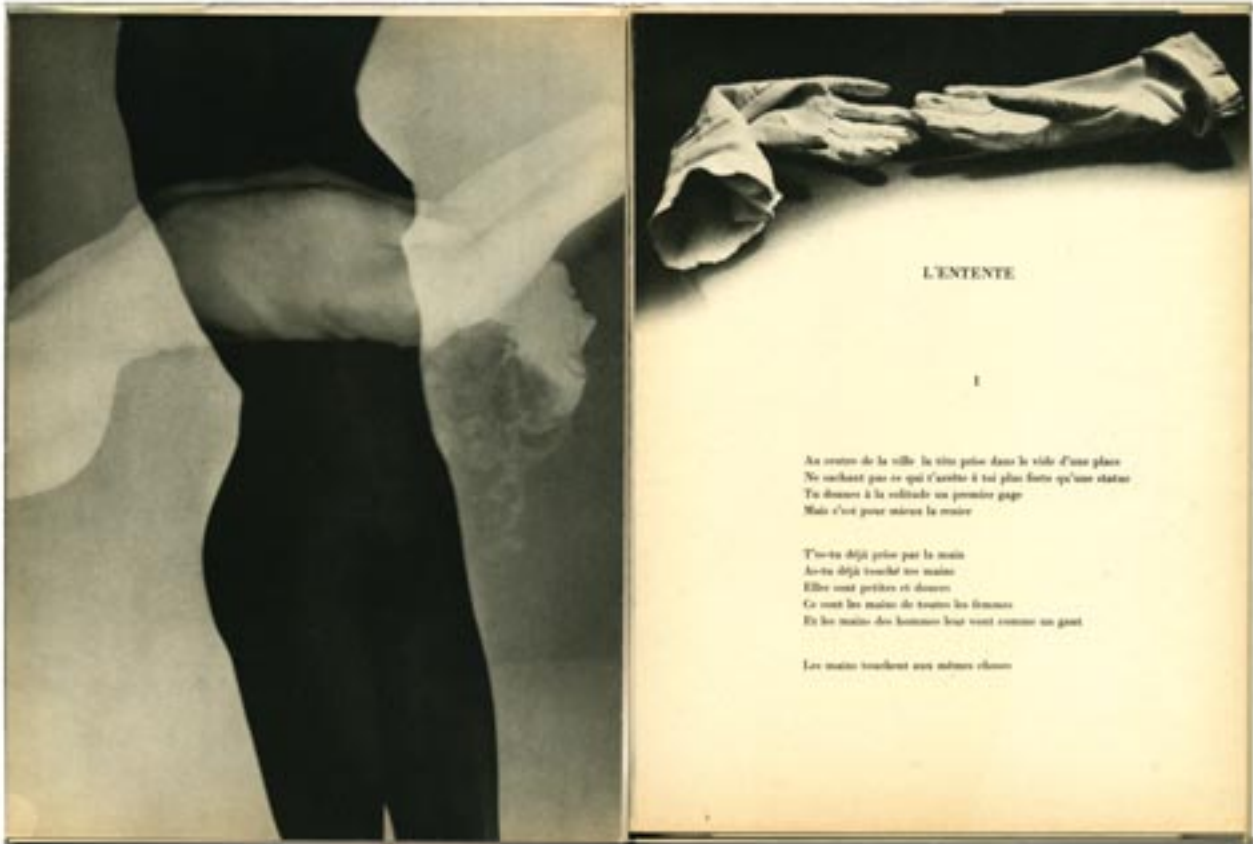 L'ENTENTE
I
Au centre de la ville la tête prise dans le vide d'une place
Ne sachant pas ce qui t'arrête ô toi plus forte qu'une statue
Tu donnes à la solitude un premier gage
Mais c'est pour mieux la renier
T'es-tu déjà prise par la main
As-tu déjà touché tes mains
Elles sont petites et douces
Ce sont les mains de toutes les femmes
Et les mains des hommes leur vont comme un gant
Les mains touchent aux mêmes choses